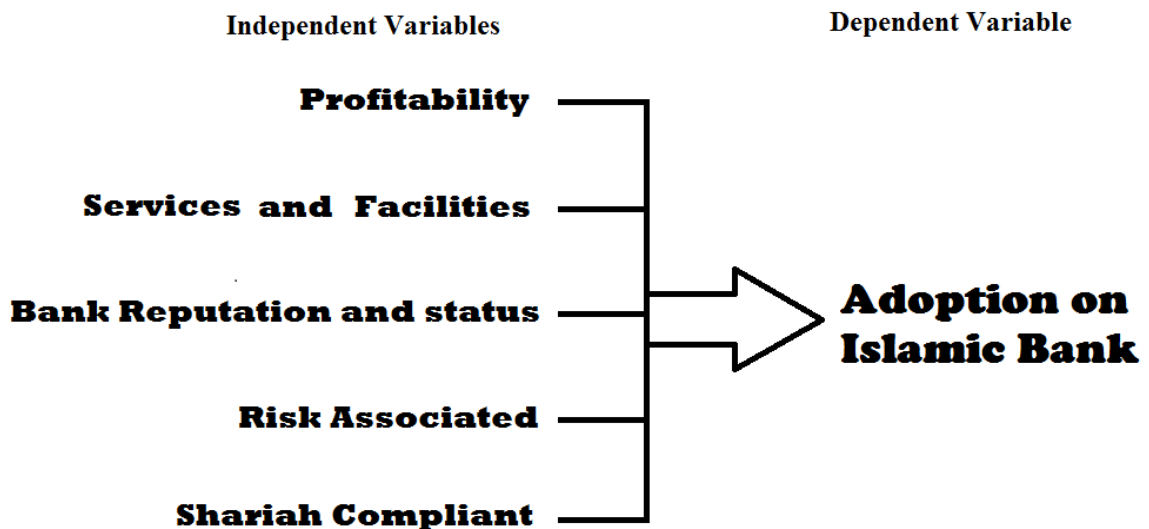 Independent Variables
Dependent Variable
Profitability
Services and Facilities
Bank Reputation and status
Risk Associated
Shariah Compliant
Adoption on
Islamic Bank